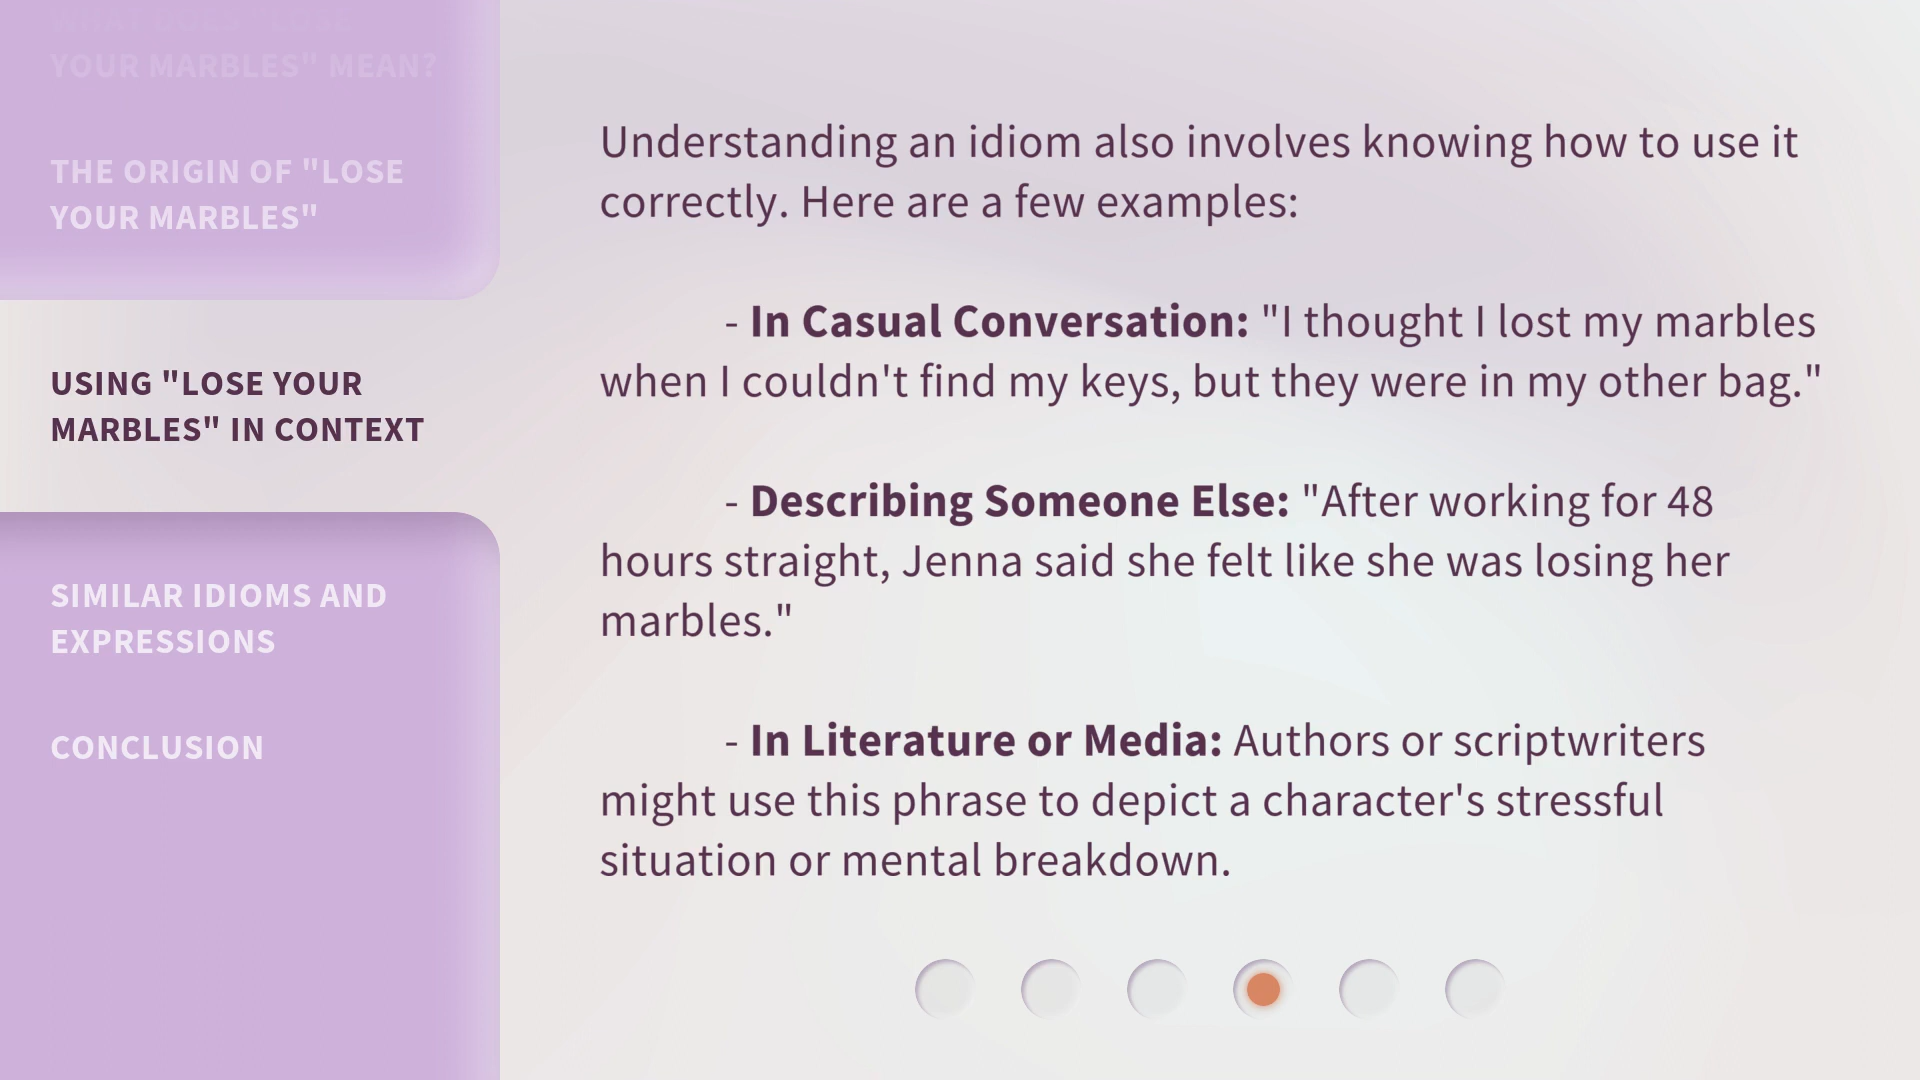 WHAT DOES "LOSE
YOUR MARBLES" MEAN?
THE ORIGIN OF "LOSE
YOUR MARBLES"
USING "LOSE YOUR
MARBLES" IN CONTEXT
SIMILAR IDIOMS AND
EXPRESSIONS
CONCLUSION
Understanding an idiom also involves knowing how to use it
correctly. Here are a few examples:
- In Casual Conversation: "I thought I lost my marbles
when I couldn't find my keys, but they were in my other bag."
- Describing Someone Else: "After working for 48
hours straight, Jenna said she felt like she was losing her
marbles."
- In Literature or Media: Authors or scriptwriters
might use this phrase to depict a character's stressful
situation or mental breakdown.